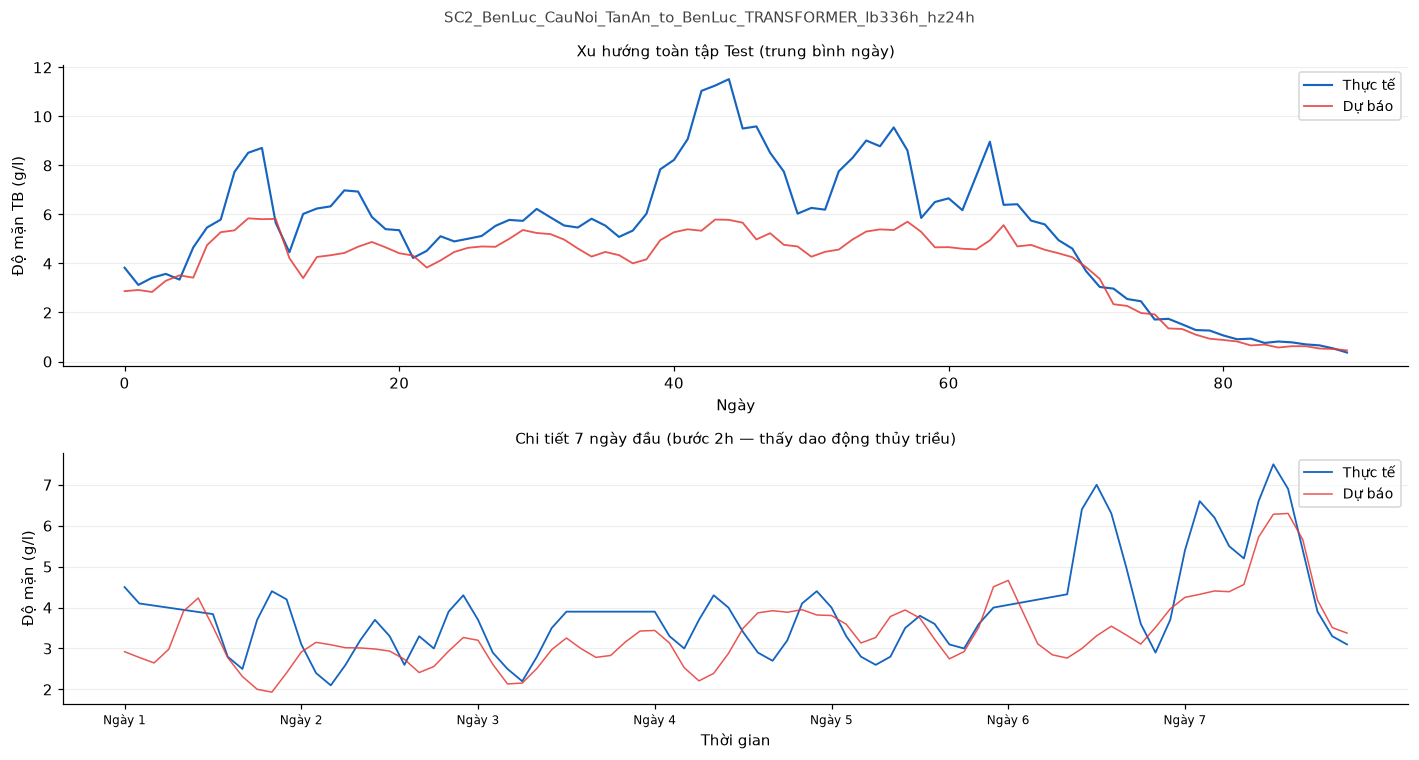 SC2_BenLuc_CauNoi_TanAn_to_BenLuc_TRANSFORMER_lb336h_hz24h
Xu hướng toàn tập Test (trung bình ngày)
Độ mặn TB (g/l)
12
10
8
6
4
2
0
Thực tế
Dự báo
0 20 40 60 80
Ngày
Chi tiết 7 ngày đầu (bước 2h — thấy dao động thủy triều)
Độ mặn (g/l)
7
6
5
4
3
2
Thực tế
Dự báo
Ngày 1 Ngày 2 Ngày 3 Ngày 4 Ngày 5 Ngày 6 Ngày 7
Thời gian